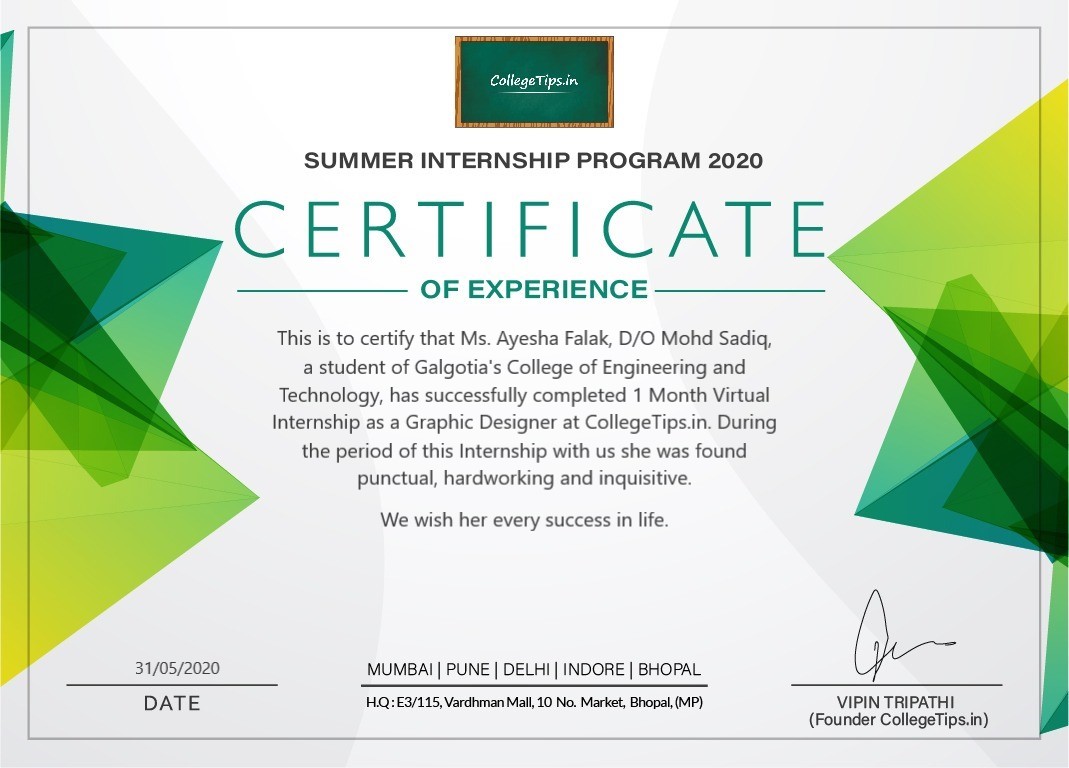 CollegeTips.in
SUMMER INTERNSHIP PROGRAM 2020
CERTIFICATE
OF EXPERIENCE
This is to certify that Ms. Ayesha Falak, D/O Mohd Sadiq,
a student of Galgotia's College of Engineering and
Technology, has successfully completed 1 Month Virtual
Internship as a Graphic Designer at CollegeTips.in. During
the period of this Internship with us she was found
punctual, hardworking and inquisitive.
We wish her every success in life.
31/05/2020
DATE
MUMBAI | PUNE | DELHI | INDORE | BHOPAL
H.Q : E3/115, Vardhman Mall, 10 No. Market, Bhopal, (MP)
VIPIN TRIPATHI
(Founder CollegeTips.in)